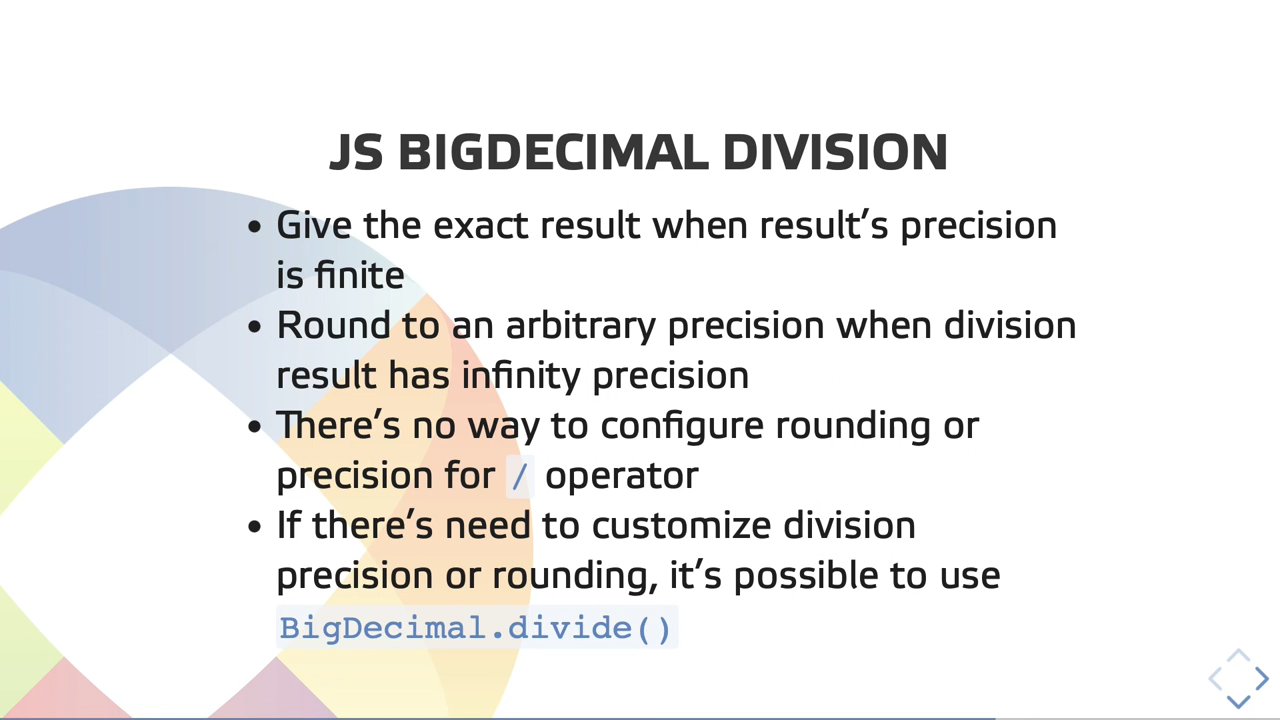 JS BIGDECIMAL DIVISION
• Give the exact result when result’s precision
is finite
• Round to an arbitrary precision when division
result has infinity precision
• There’s no way to configure rounding or
precision for / operator
• If there’s need to customize division
precision or rounding, it’s possible to use
BigDecimal.divide()